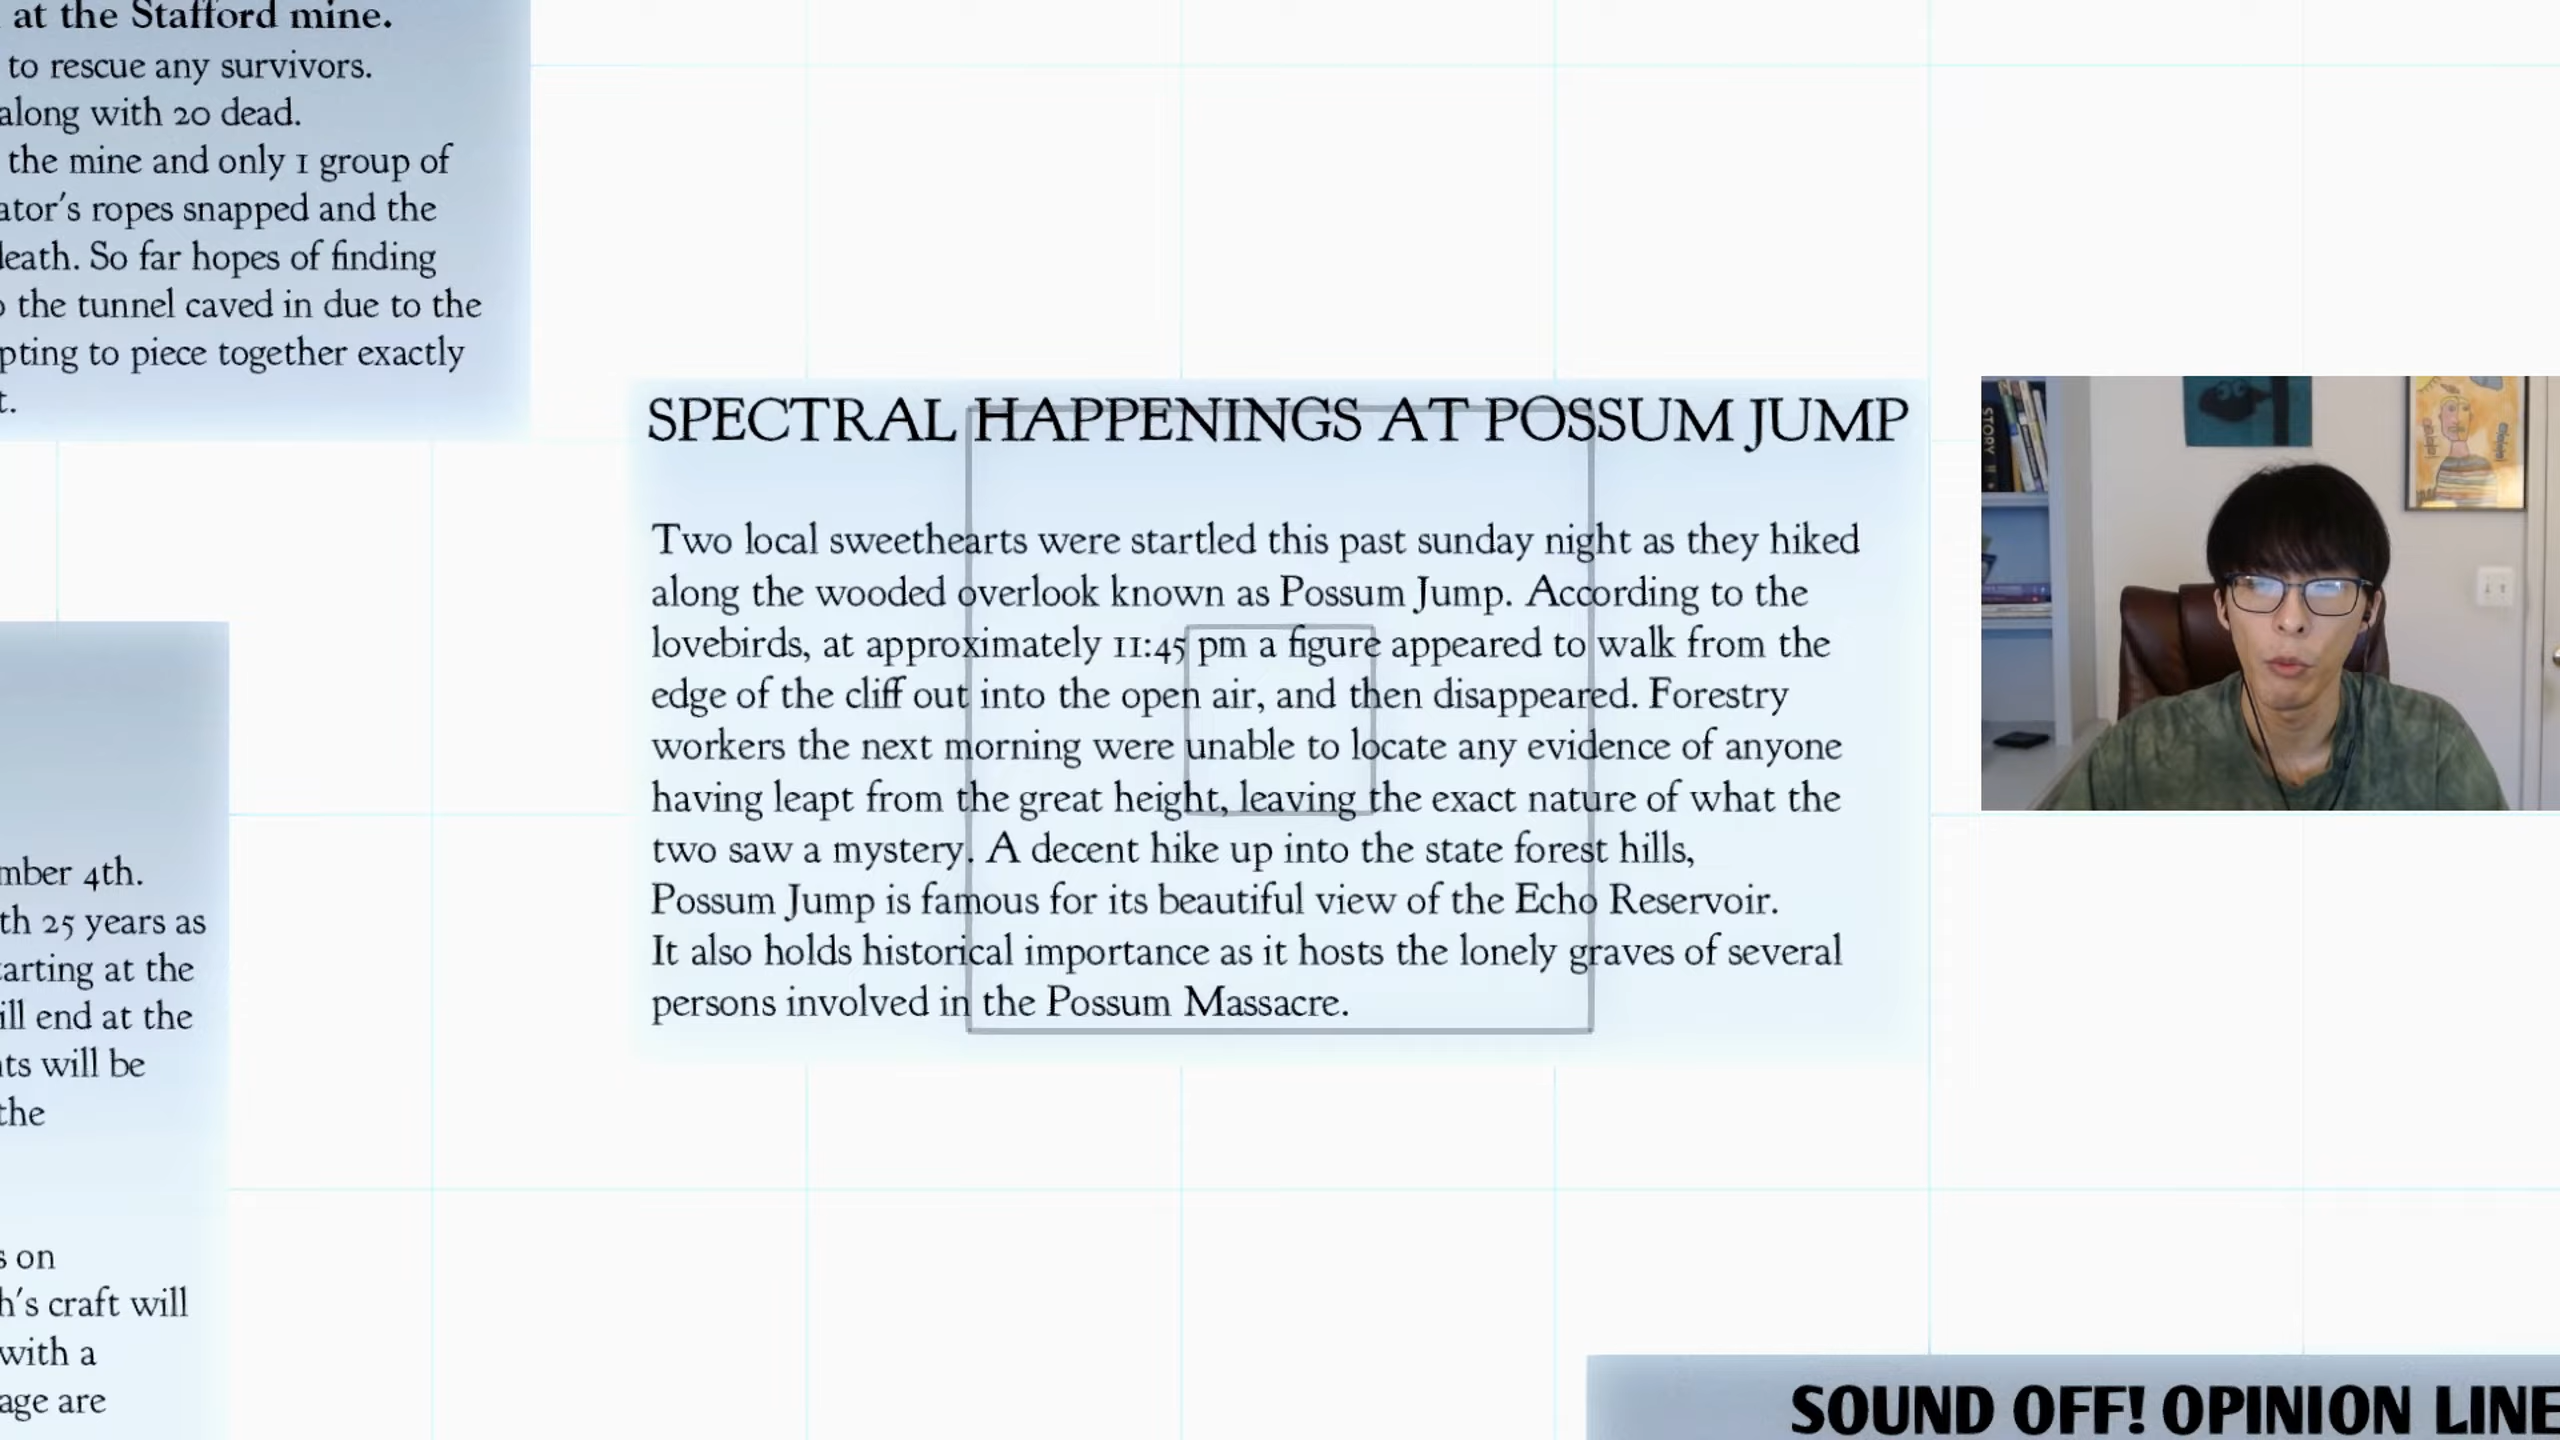 at the Stafford mine.
to rescue any survivors.
along with 20 dead.
the mine and only 1 group of
ropes snapped and the
So far hopes of finding
the tunnel caved in due to the
to piece together exactly
SPECTRAL HAPPENINGS AT POSSUM JUMP
Two local sweethearts were startled this past sunday night as they hiked
along the wooded overlook known as Possum Jump. According to the
lovebirds, at approximately 11:45 pm a figure appeared to walk from the
edge of the cliff out into the open air, and then disappeared. Forestry
workers the next morning were unable to locate any evidence of anyone
having leapt from the great height, leaving the exact nature of what the
two saw a mystery. A decent hike up into the state forest hills,
Possum Jump is famous for its beautiful view of the Echo Reservoir.
It also holds historical importance as it hosts the lonely graves of several
persons involved in the Possum Massacre.
STORY
4th.
25 years as
at the
end at the
will be
the
on
craft will
with a
are
SOUND OFF! OPINION LINE